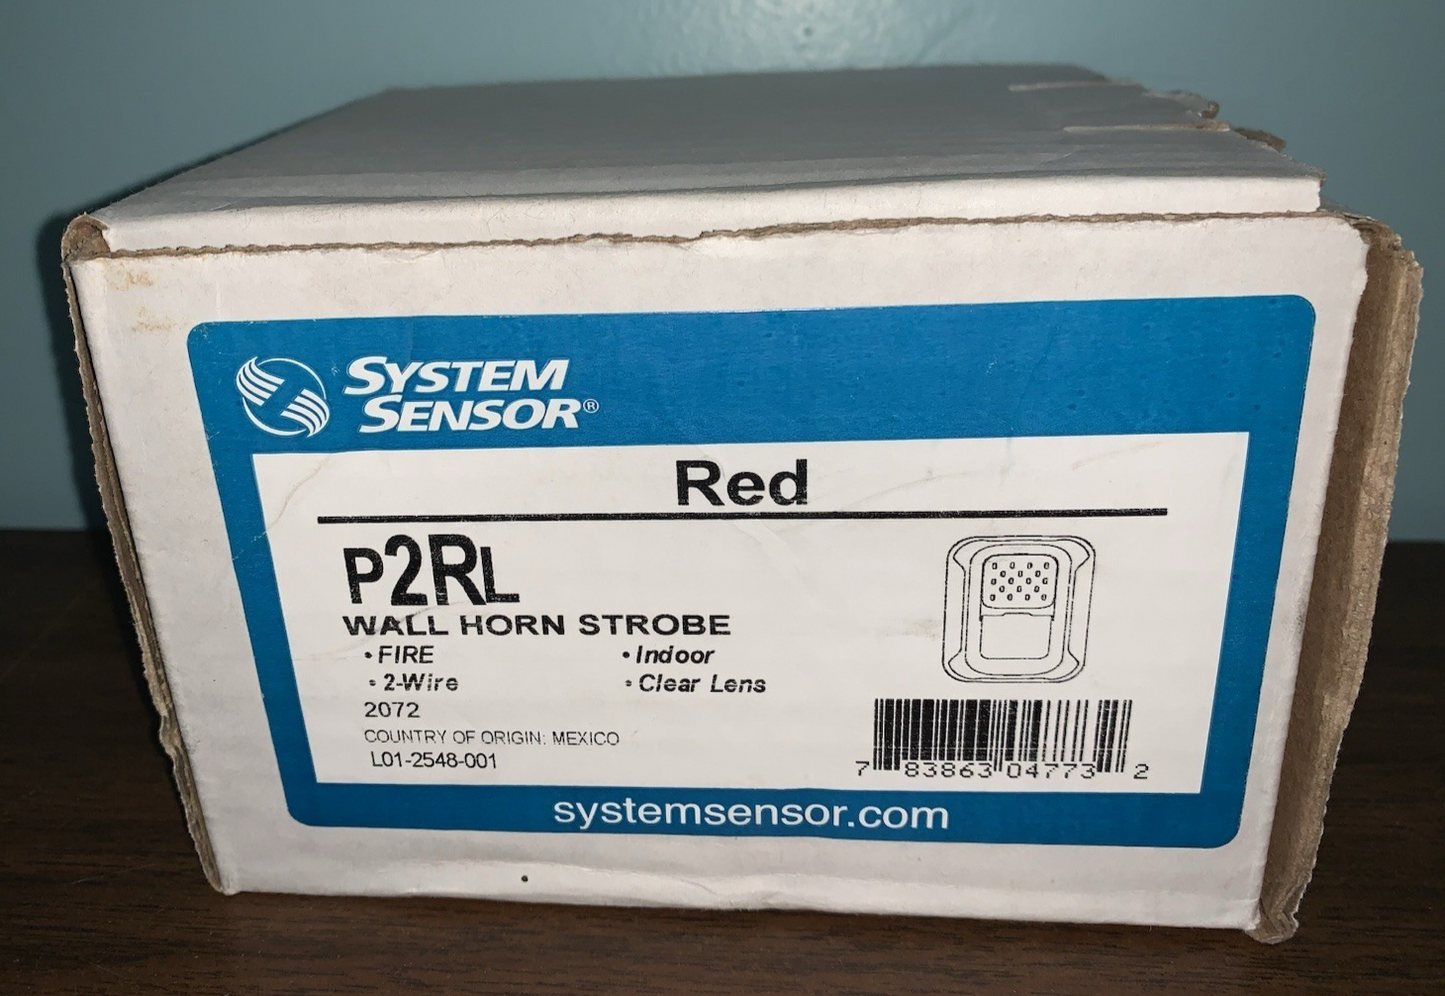 SYSTEM
SENSOR®
Red
P2RL
WALL HORN STROBE
• FIRE • Indoor
• 2-Wire • Clear Lens
2072
COUNTRY OF ORIGIN: MEXICO
L01-2548-001
7 83863 04773 2
systemsensor.com